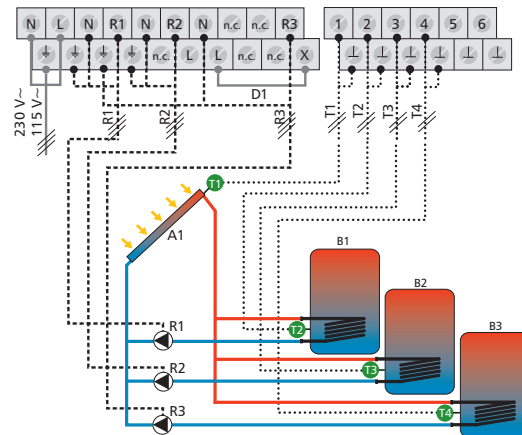 N L N R1 N R2 N n.c. n.c. R3
1 2 3 4 5 6
n.c. L L n.c. n.c. X
D1
230 V~
115 V~
R1
R2
R3
T1
T2
T3
T4
T1
A1
B1
B2
B3
R1
T2
R2
T3
R3
T4